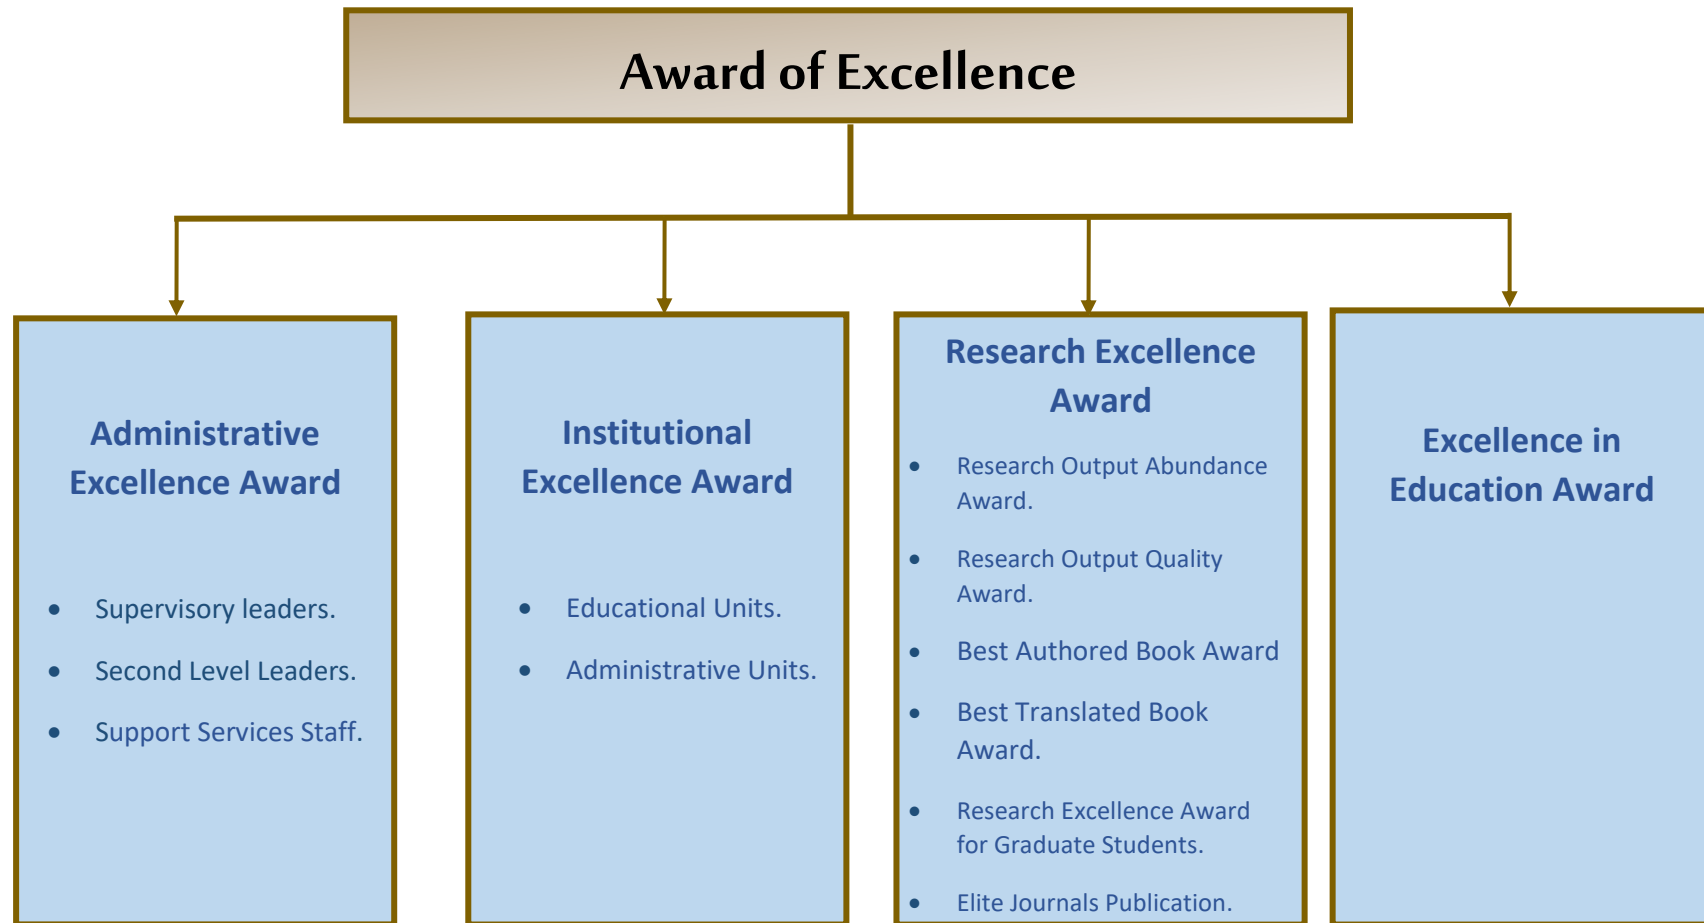 Award of Excellence
Administrative
Excellence Award
• Supervisory leaders.
• Second Level Leaders.
• Support Services Staff.
Institutional
Excellence Award
• Educational Units.
• Administrative Units.
Research Excellence
Award
• Research Output Abundance
Award.
• Research Output Quality
Award.
• Best Authored Book Award
• Best Translated Book
Award.
• Research Excellence Award
for Graduate Students.
• Elite Journals Publication.
Excellence in
Education Award